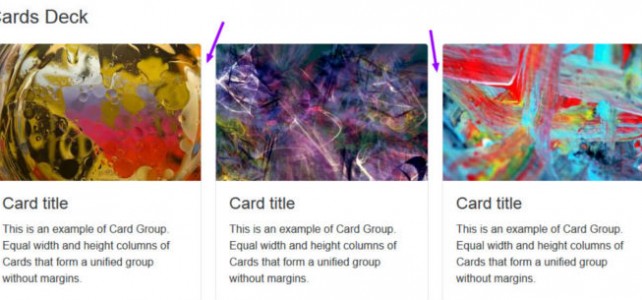 ards Deck
Card title
This is an example of Card Group.
Equal width and height columns of
Cards that form a unified group
without margins.
Card title
This is an example of Card Group.
Equal width and height columns of
Cards that form a unified group
without margins.
Card title
This is an example of Card Group.
Equal width and height columns of
Cards that form a unified group
without margins.